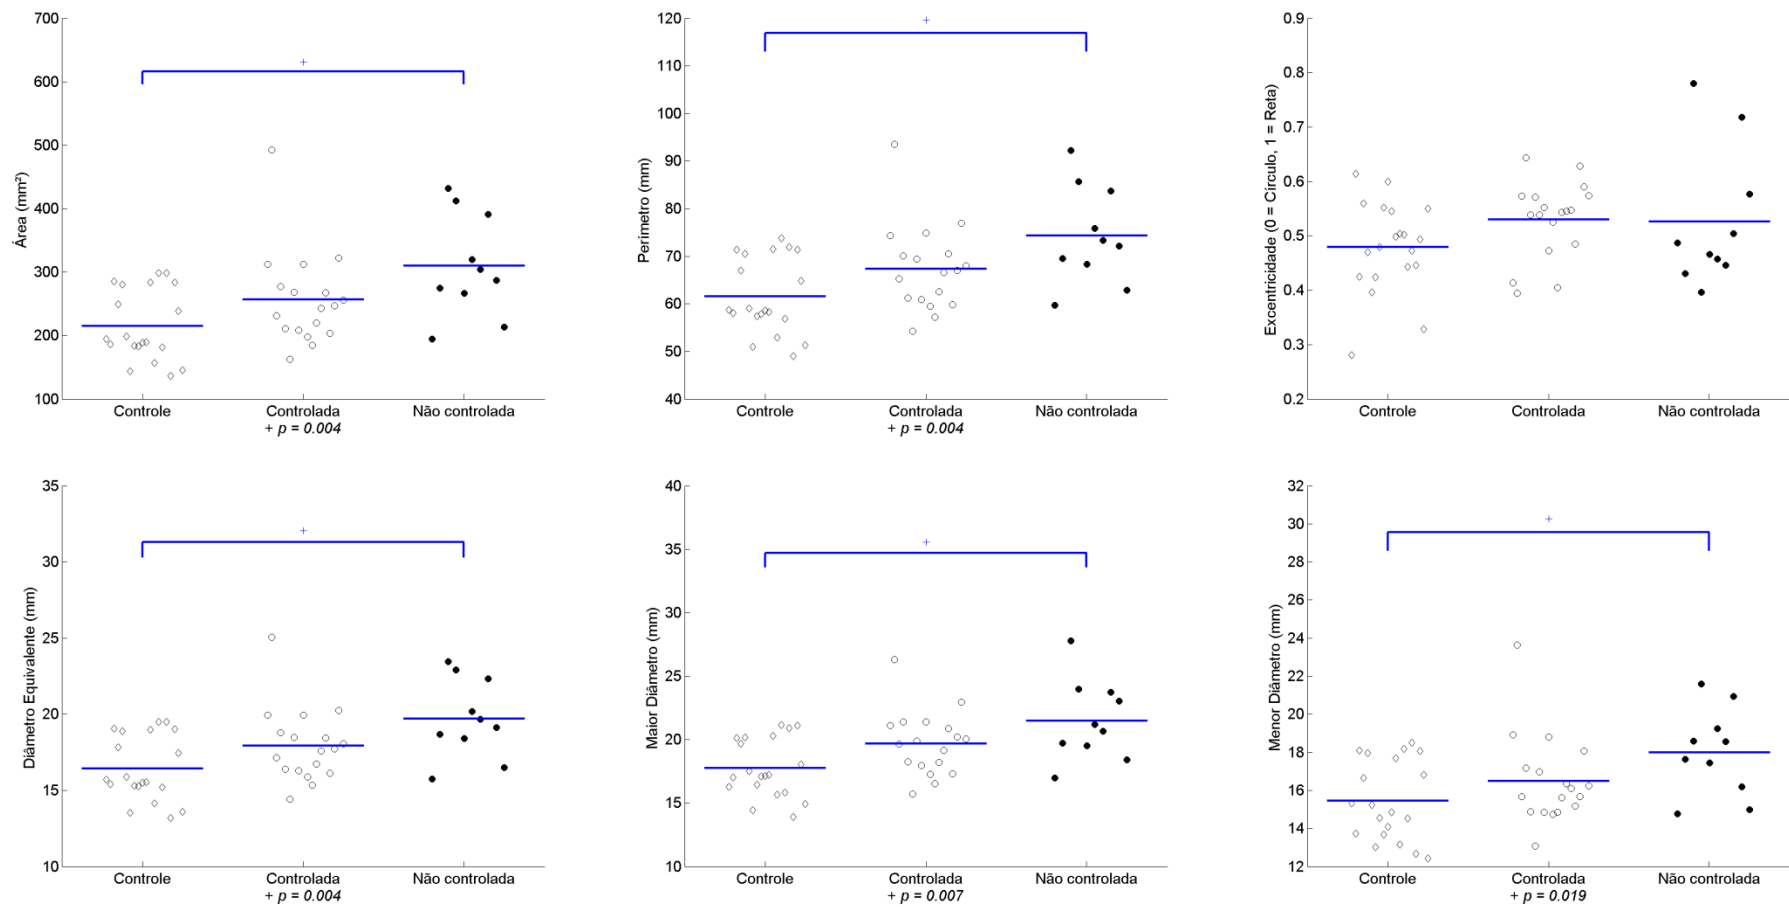 700
600
500
400
300
200
100
Área (mm²)
Controle Controlada Não controlada
+ p = 0.004
120
110
100
90
80
70
60
50
40
Perimetro (mm)
Controle Controlada Não controlada
+ p = 0.004
0.9
0.8
0.7
0.6
0.5
0.4
0.3
0.2
Excentricidade (0 = Círculo, 1 = Reta)
Controle Controlada Não controlada
35
30
25
20
15
10
Diâmetro Equivalente (mm)
Controle Controlada Não controlada
+ p = 0.004
40
35
30
25
20
15
10
Maior Diâmetro (mm)
Controle Controlada Não controlada
+ p = 0.007
32
30
28
26
24
22
20
18
16
14
12
Menor Diâmetro (mm)
Controle Controlada Não controlada
+ p = 0.019